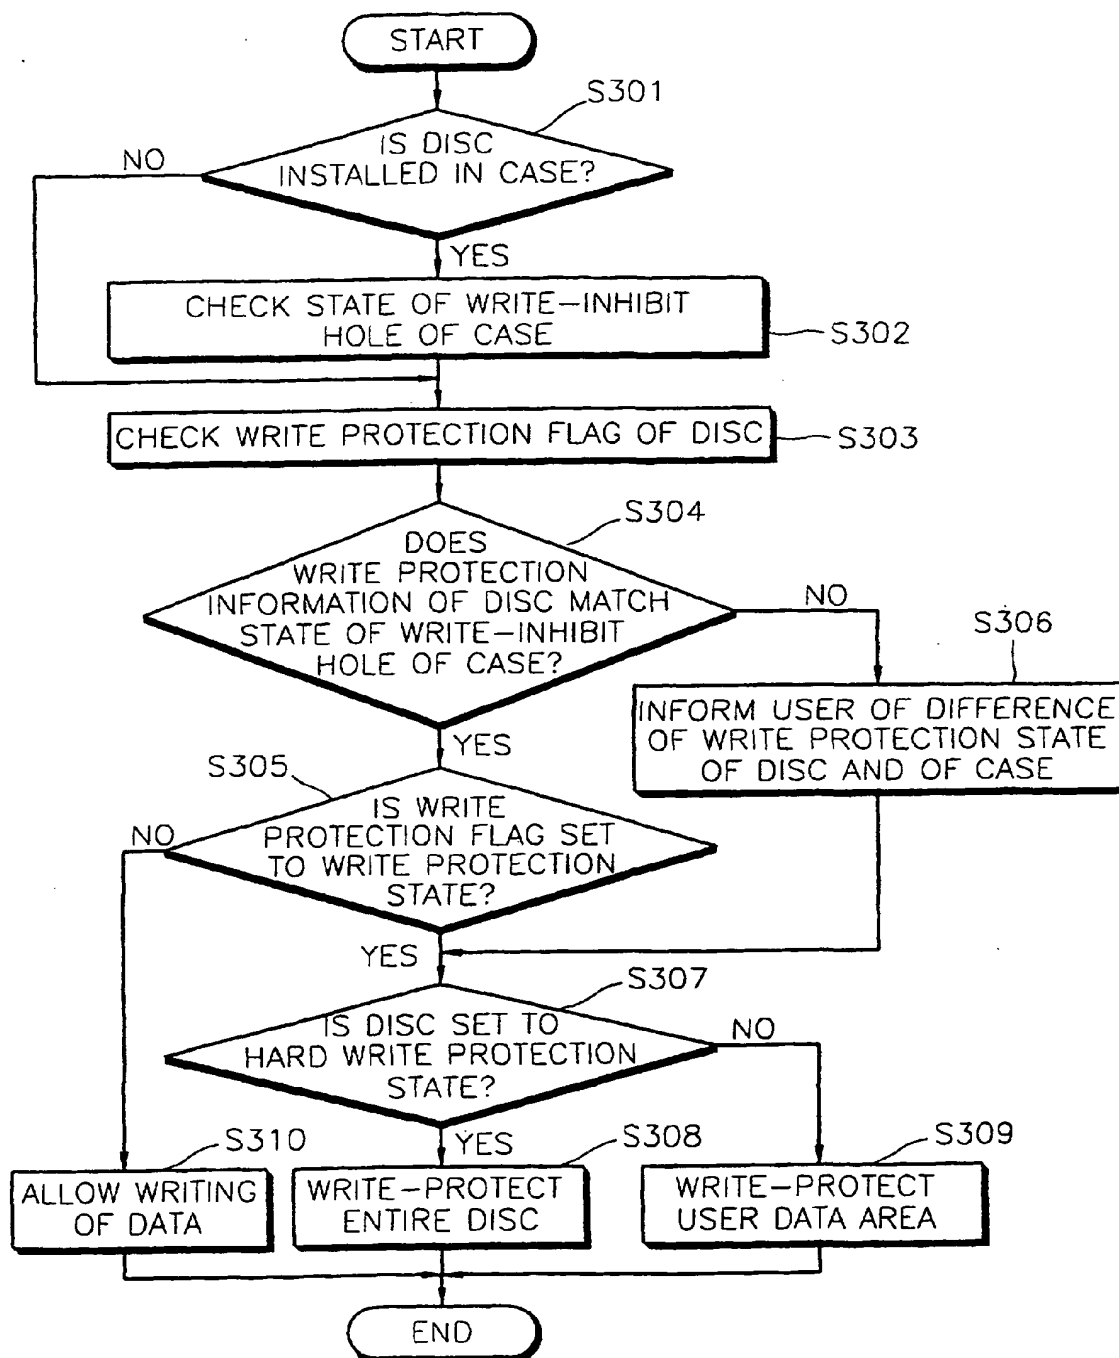 START
S301
IS DISC
INSTALLED IN CASE?
NO
YES
CHECK STATE OF WRITE-INHIBIT
HOLE OF CASE
S302
CHECK WRITE PROTECTION FLAG OF DISC
S303
S304
DOES
WRITE PROTECTION
INFORMATION OF DISC MATCH
STATE OF WRITE-INHIBIT
HOLE OF CASE?
NO
YES
S306
INFORM USER OF DIFFERENCE
OF WRITE PROTECTION STATE
OF DISC AND OF CASE
S305
IS WRITE
PROTECTION FLAG SET
TO WRITE PROTECTION
STATE?
NO
YES
S307
IS DISC SET TO
HARD WRITE PROTECTION
STATE?
NO
YES
S310
ALLOW WRITING
OF DATA
S308
WRITE-PROTECT
ENTIRE DISC
S309
WRITE-PROTECT
USER DATA AREA
END